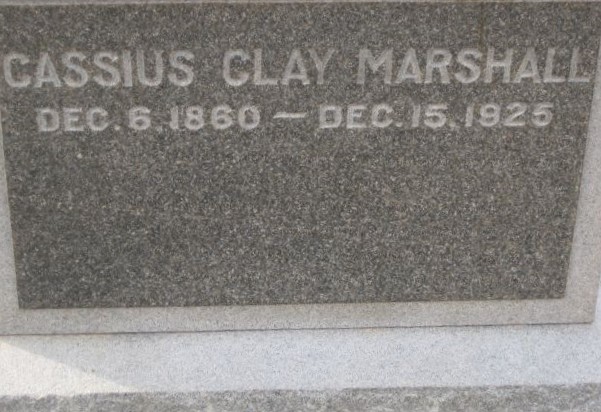 CASSIUS CLAY MARSHALL
DEC. 6, 1860 — DEC. 15, 1925